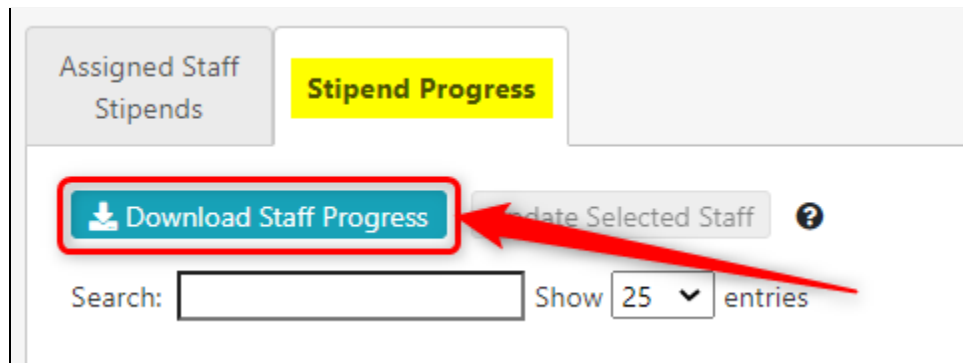 Assigned Staff
Stipends
Stipend Progress
Download Staff Progress
Selected Staff
Search:
Show 25 entries